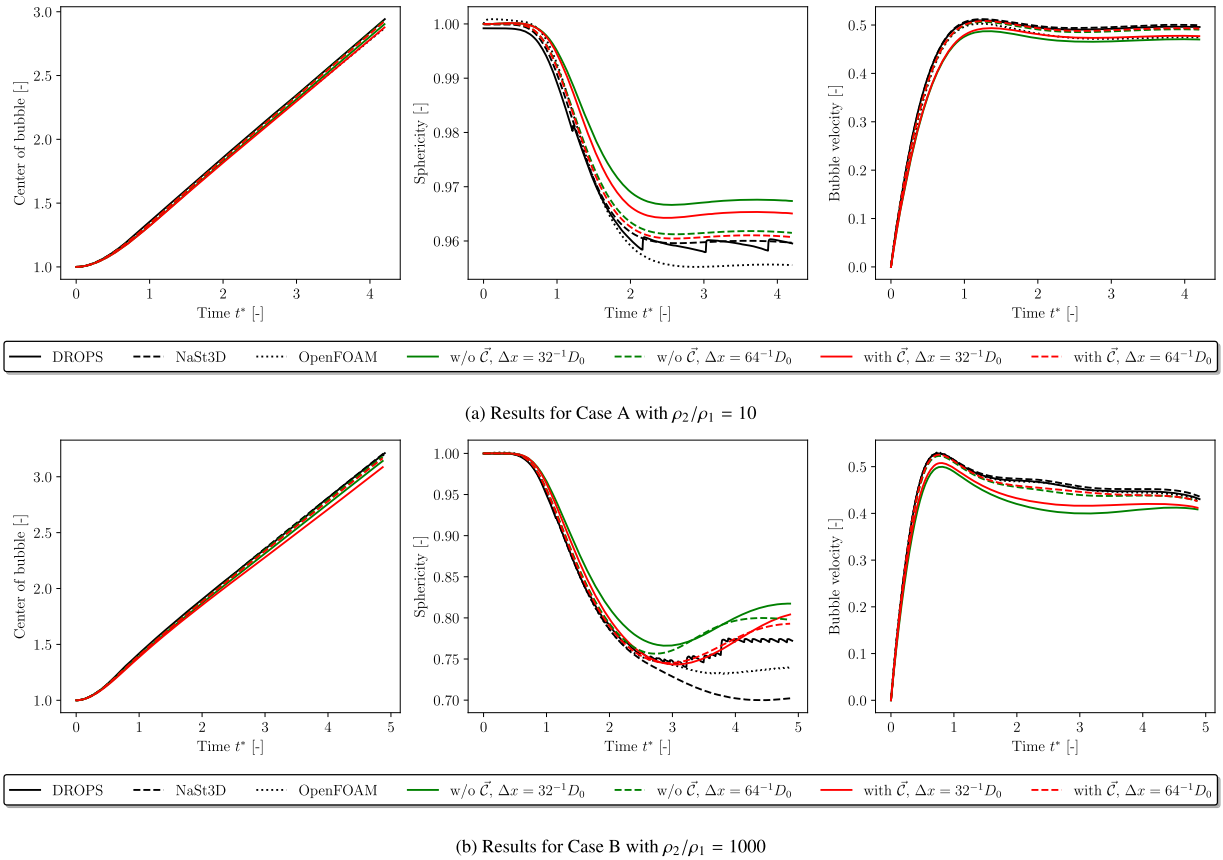 Center of bubble [-]
3.0
2.5
2.0
1.5
1.0
0 1 2 3 4
Time t* [-]
Sphericity [-]
1.00
0.99
0.98
0.97
0.96
0 1 2 3 4
Time t* [-]
Bubble velocity [-]
0.5
0.4
0.3
0.2
0.1
0.0
0 1 2 3 4
Time t* [-]
DROPS NaSt3D OpenFOAM w/o 𝒞⃗, Δx = 32⁻¹D₀ w/o 𝒞⃗, Δx = 64⁻¹D₀ with 𝒞⃗, Δx = 32⁻¹D₀ with 𝒞⃗, Δx = 64⁻¹D₀
(a) Results for Case A with ρ₂/ρ₁ = 10
Center of bubble [-]
3.0
2.5
2.0
1.5
1.0
0 1 2 3 4 5
Time t* [-]
Sphericity [-]
1.00
0.95
0.90
0.85
0.80
0.75
0.70
0 1 2 3 4 5
Time t* [-]
Bubble velocity [-]
0.5
0.4
0.3
0.2
0.1
0.0
0 1 2 3 4 5
Time t* [-]
DROPS NaSt3D OpenFOAM w/o 𝒞⃗, Δx = 32⁻¹D₀ w/o 𝒞⃗, Δx = 64⁻¹D₀ with 𝒞⃗, Δx = 32⁻¹D₀ with 𝒞⃗, Δx = 64⁻¹D₀
(b) Results for Case B with ρ₂/ρ₁ = 1000